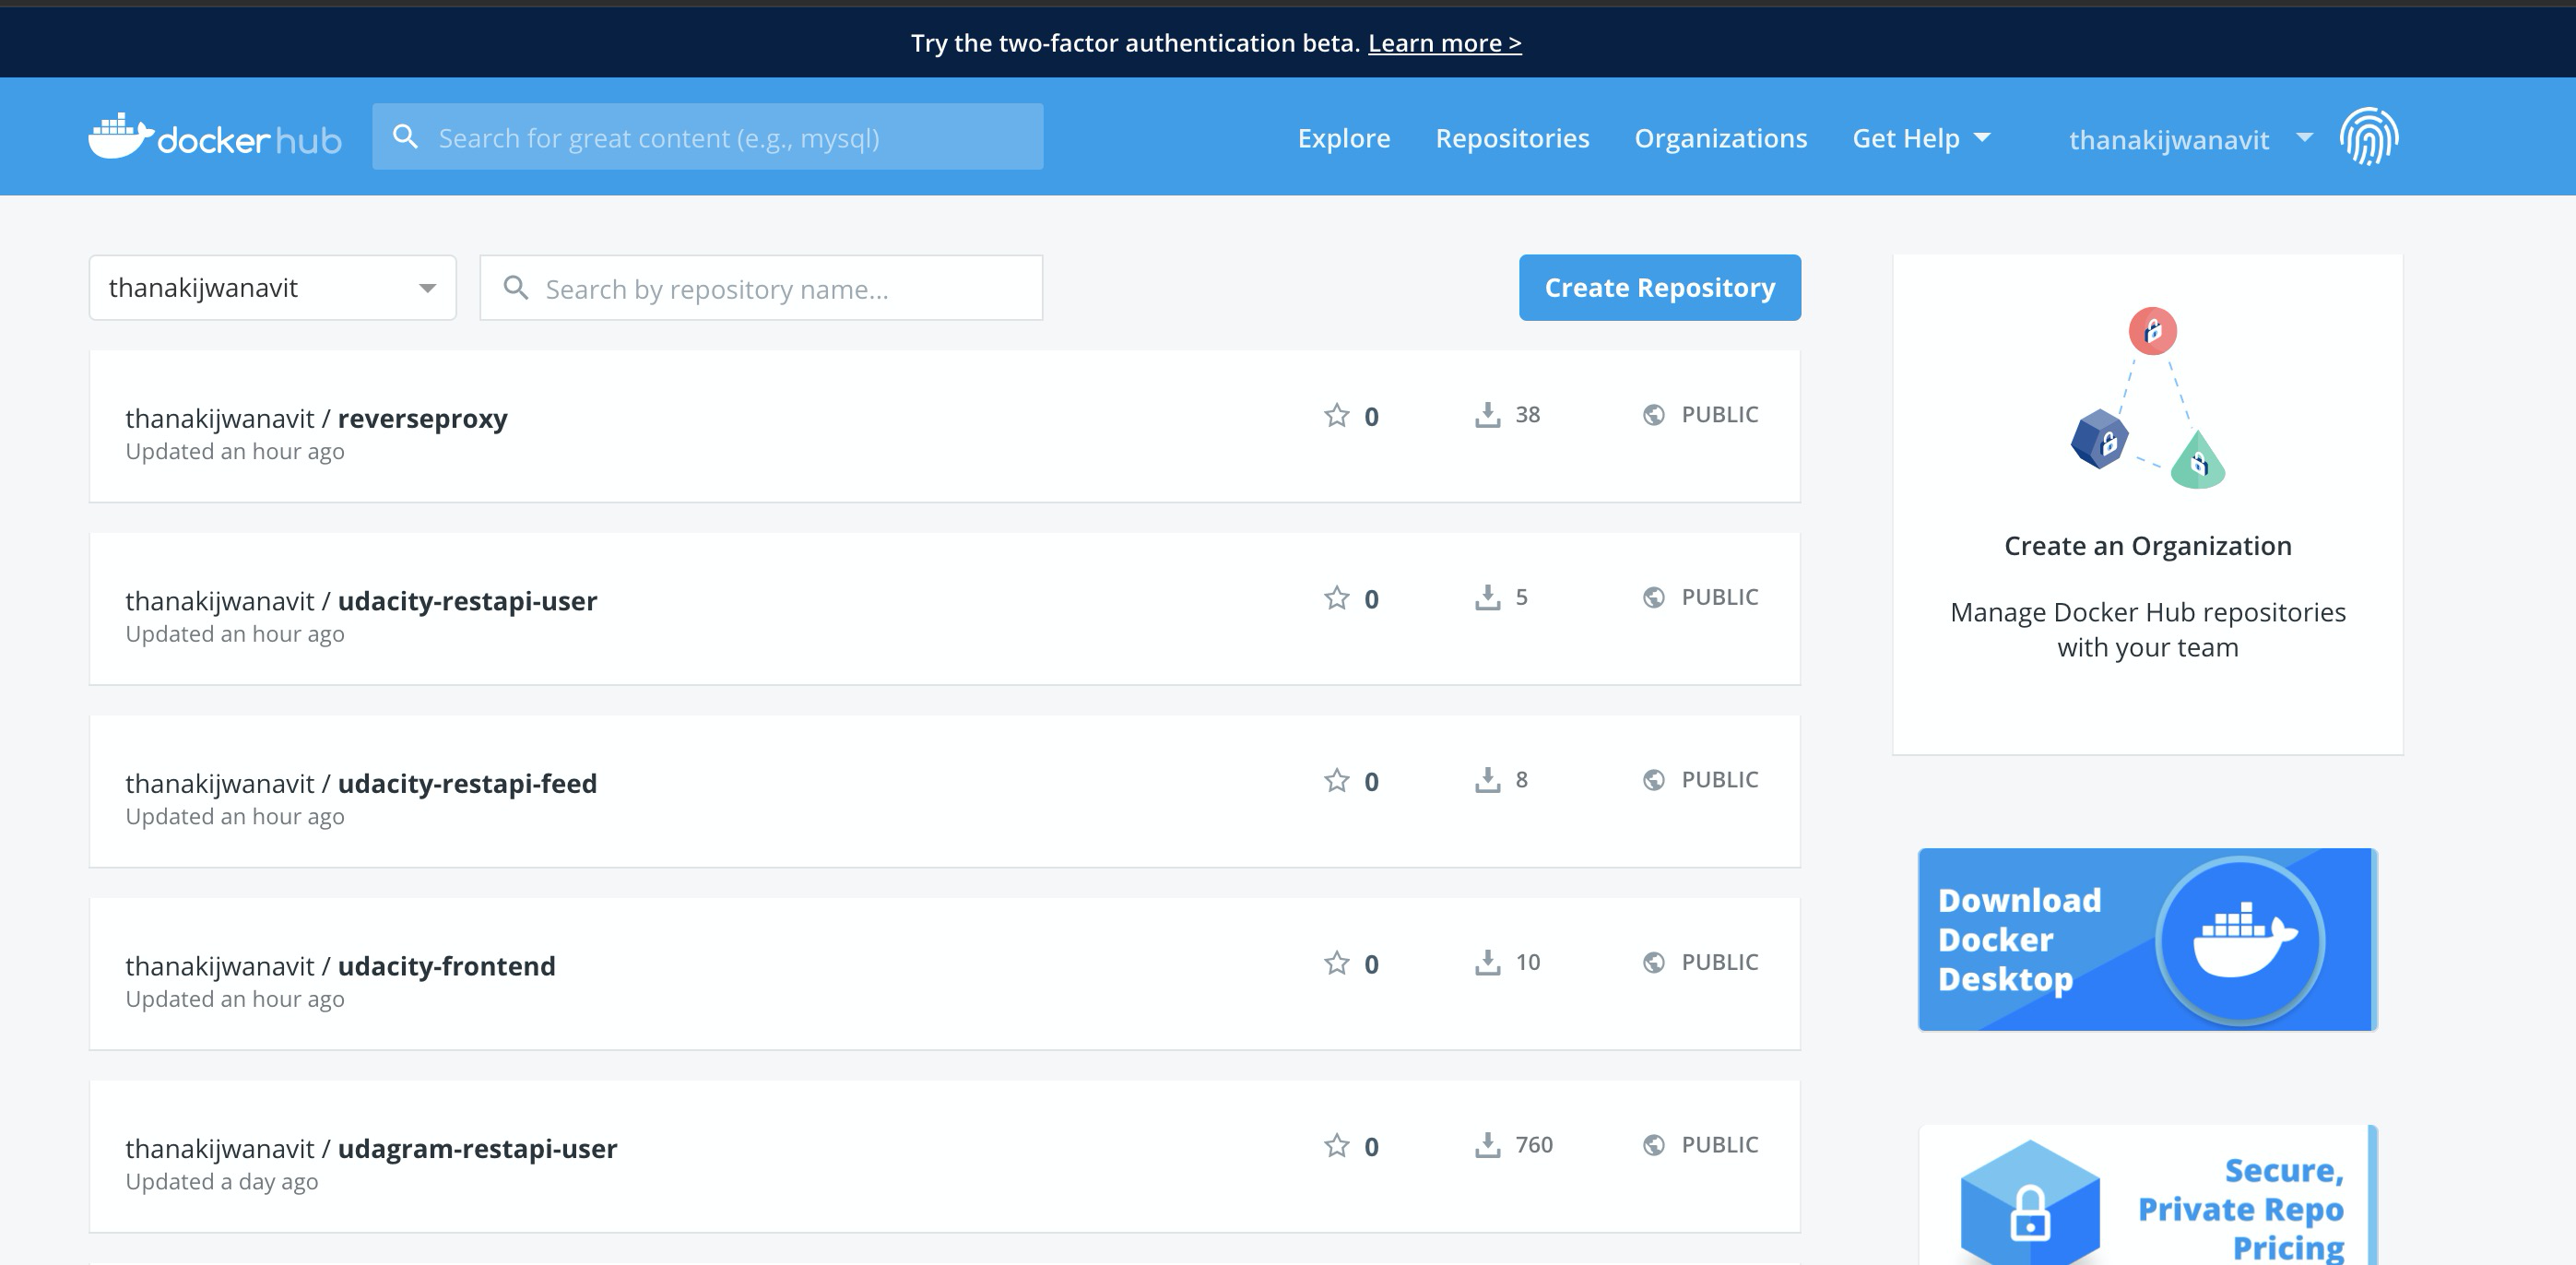 Try the two-factor authentication beta. Learn more >
docker hub
Search for great content (e.g., mysql)
Explore
Repositories
Organizations
Get Help
thanakijwanavit
thanakijwanavit
Search by repository name...
Create Repository
thanakijwanavit / reverseproxy
Updated an hour ago
0
38
PUBLIC
thanakijwanavit / udacity-restapi-user
Updated an hour ago
0
5
PUBLIC
thanakijwanavit / udacity-restapi-feed
Updated an hour ago
0
8
PUBLIC
thanakijwanavit / udacity-frontend
Updated an hour ago
0
10
PUBLIC
thanakijwanavit / udagram-restapi-user
Updated a day ago
0
760
PUBLIC
Create an Organization
Manage Docker Hub repositories
with your team
Download
Docker
Desktop
Secure,
Private Repo
Pricing